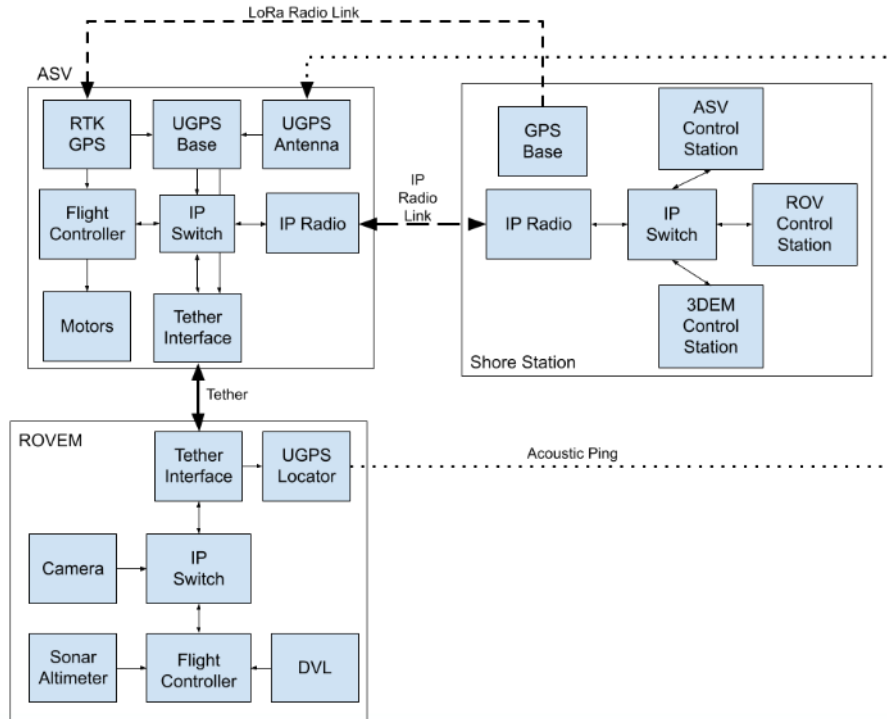 LoRa Radio Link
ASV
RTK
GPS
UGPS
Base
UGPS
Antenna
Flight
Controller
IP
Switch
IP Radio
Motors
Tether
Interface
IP
Radio
Link
GPS
Base
ASV
Control
Station
IP Radio
IP
Switch
ROV
Control
Station
3DEM
Control
Station
Shore Station
Tether
ROVEM
Tether
Interface
UGPS
Locator
Acoustic Ping
Camera
IP
Switch
Sonar
Altimeter
Flight
Controller
DVL